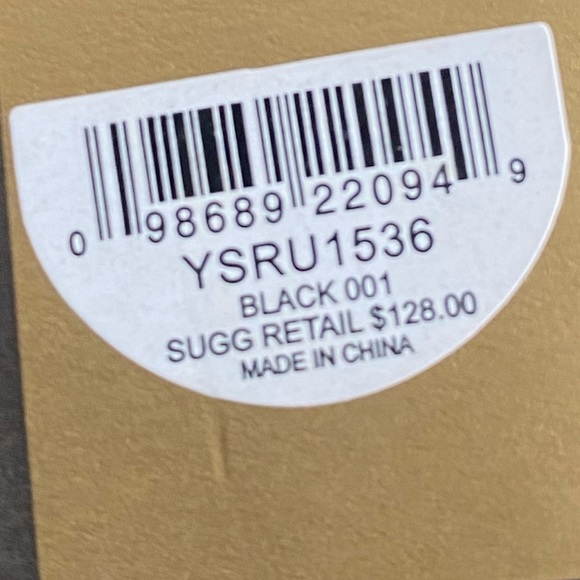 0 98689 22094 9
YSRU1536
BLACK 001
SUGG RETAIL $128.00
MADE IN CHINA